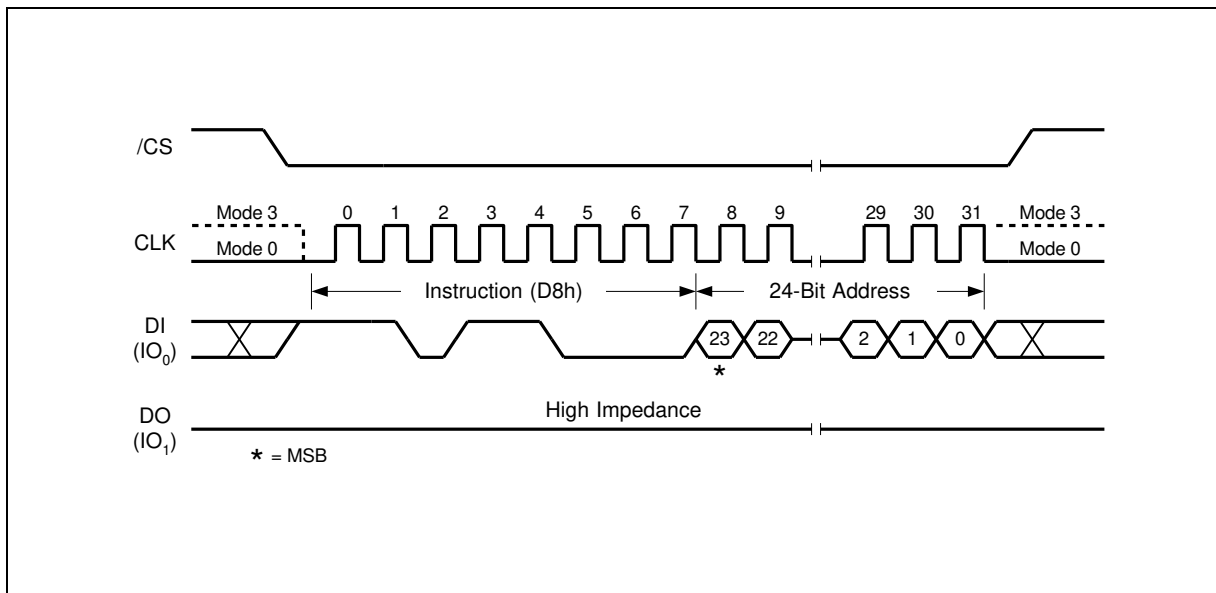 /CS
Mode 3 0 1 2 3 4 5 6 7 8 9 29 30 31 Mode 3
CLK
Mode 0 Mode 0
Instruction (D8h) 24-Bit Address
DI
(IO0)
23 22 2 1 0
*
High Impedance
DO
(IO1)
* = MSB